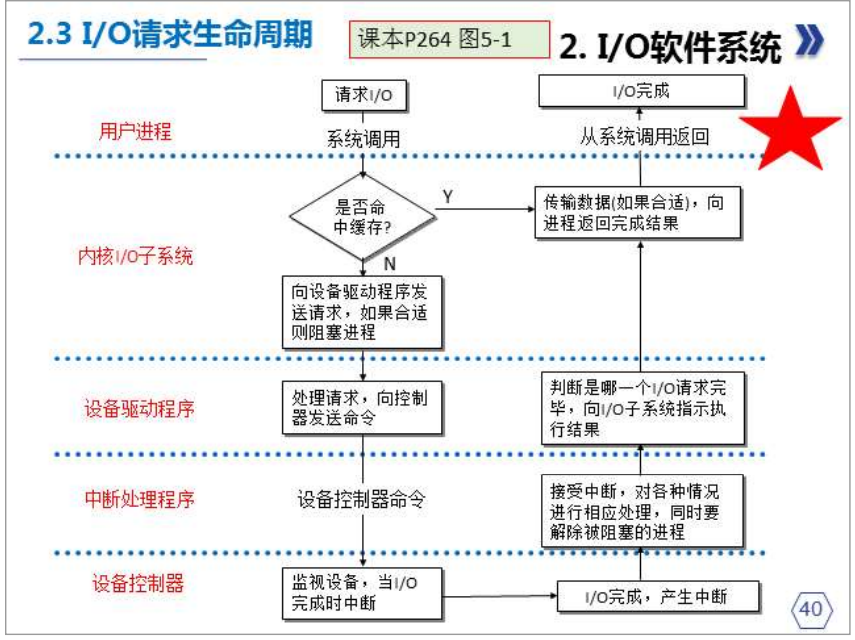 2.3 I/O请求生命周期
课本P264 图5-1
2. I/O软件系统
请求I/O
I/O完成
用户进程
系统调用
从系统调用返回
是否命
中缓存?
Y
传输数据(如果合适)，向
进程返回完成结果
内核I/O子系统
N
向设备驱动程序发
送请求，如果合适
则阻塞进程
设备驱动程序
处理请求，向控制
器发送命令
判断是哪一个I/O请求完
毕，向I/O子系统指示执
行结果
中断处理程序
设备控制器命令
接受中断，对各种情况
进行相应处理，同时要
解除被阻塞的进程
设备控制器
监视设备，当I/O
完成时中断
I/O完成，产生中断
40